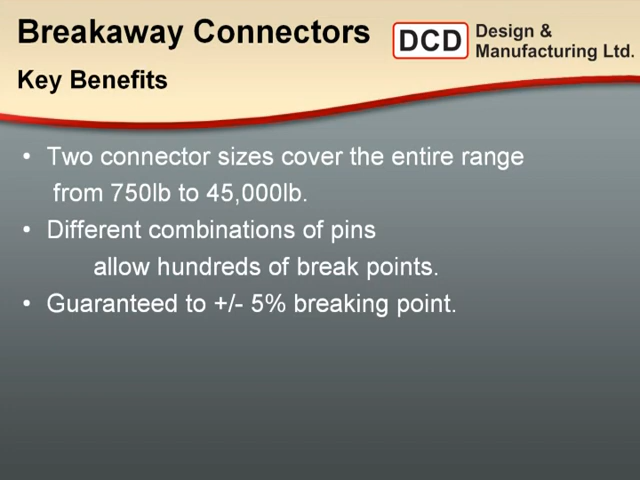 Breakaway Connectors
Key Benefits
DCD
Design &
Manufacturing Ltd.
• Two connector sizes cover the entire range
from 750lb to 45,000lb.
• Different combinations of pins
allow hundreds of break points.
• Guaranteed to +/- 5% breaking point.